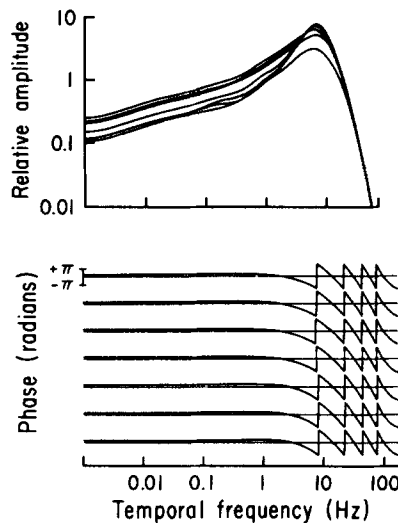 Relative amplitude
10
1
0.1
0.01
+ π
- π
Phase (radians)
0.01 0.1 1 10 100
Temporal frequency (Hz)